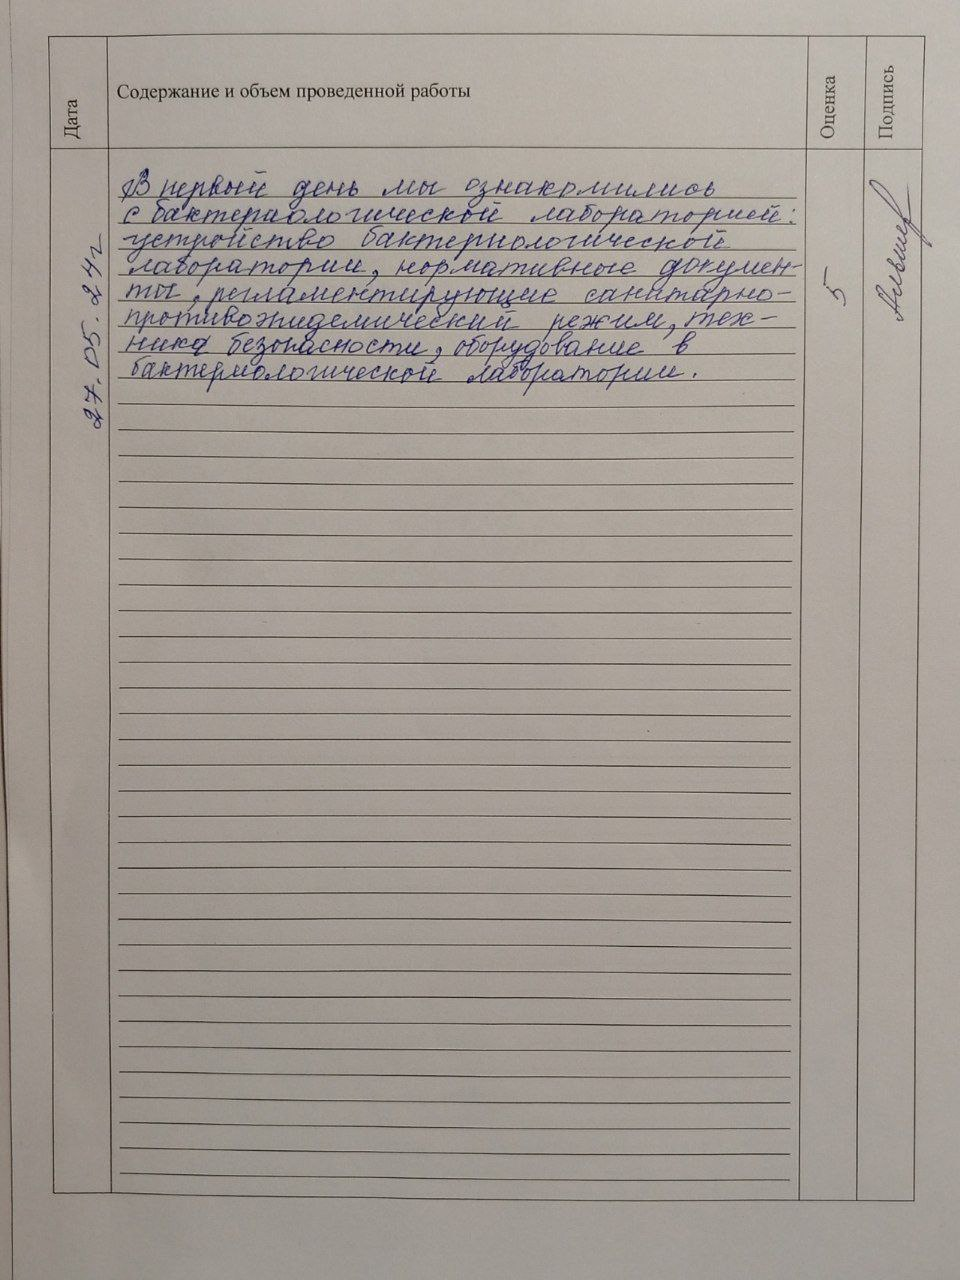 Дата
Содержание и объем проведенной работы
Оценка
Подпись
27.05.24г
В первый день мы ознакомились
с бактериологической лабораторией:
устройство бактериологической
лаборатории, нормативные докумен-
ты, регламентирующие санитарно-
противоэпидемический режим, тех-
ника безопасности, оборудование в
бактериологической лаборатории.
5